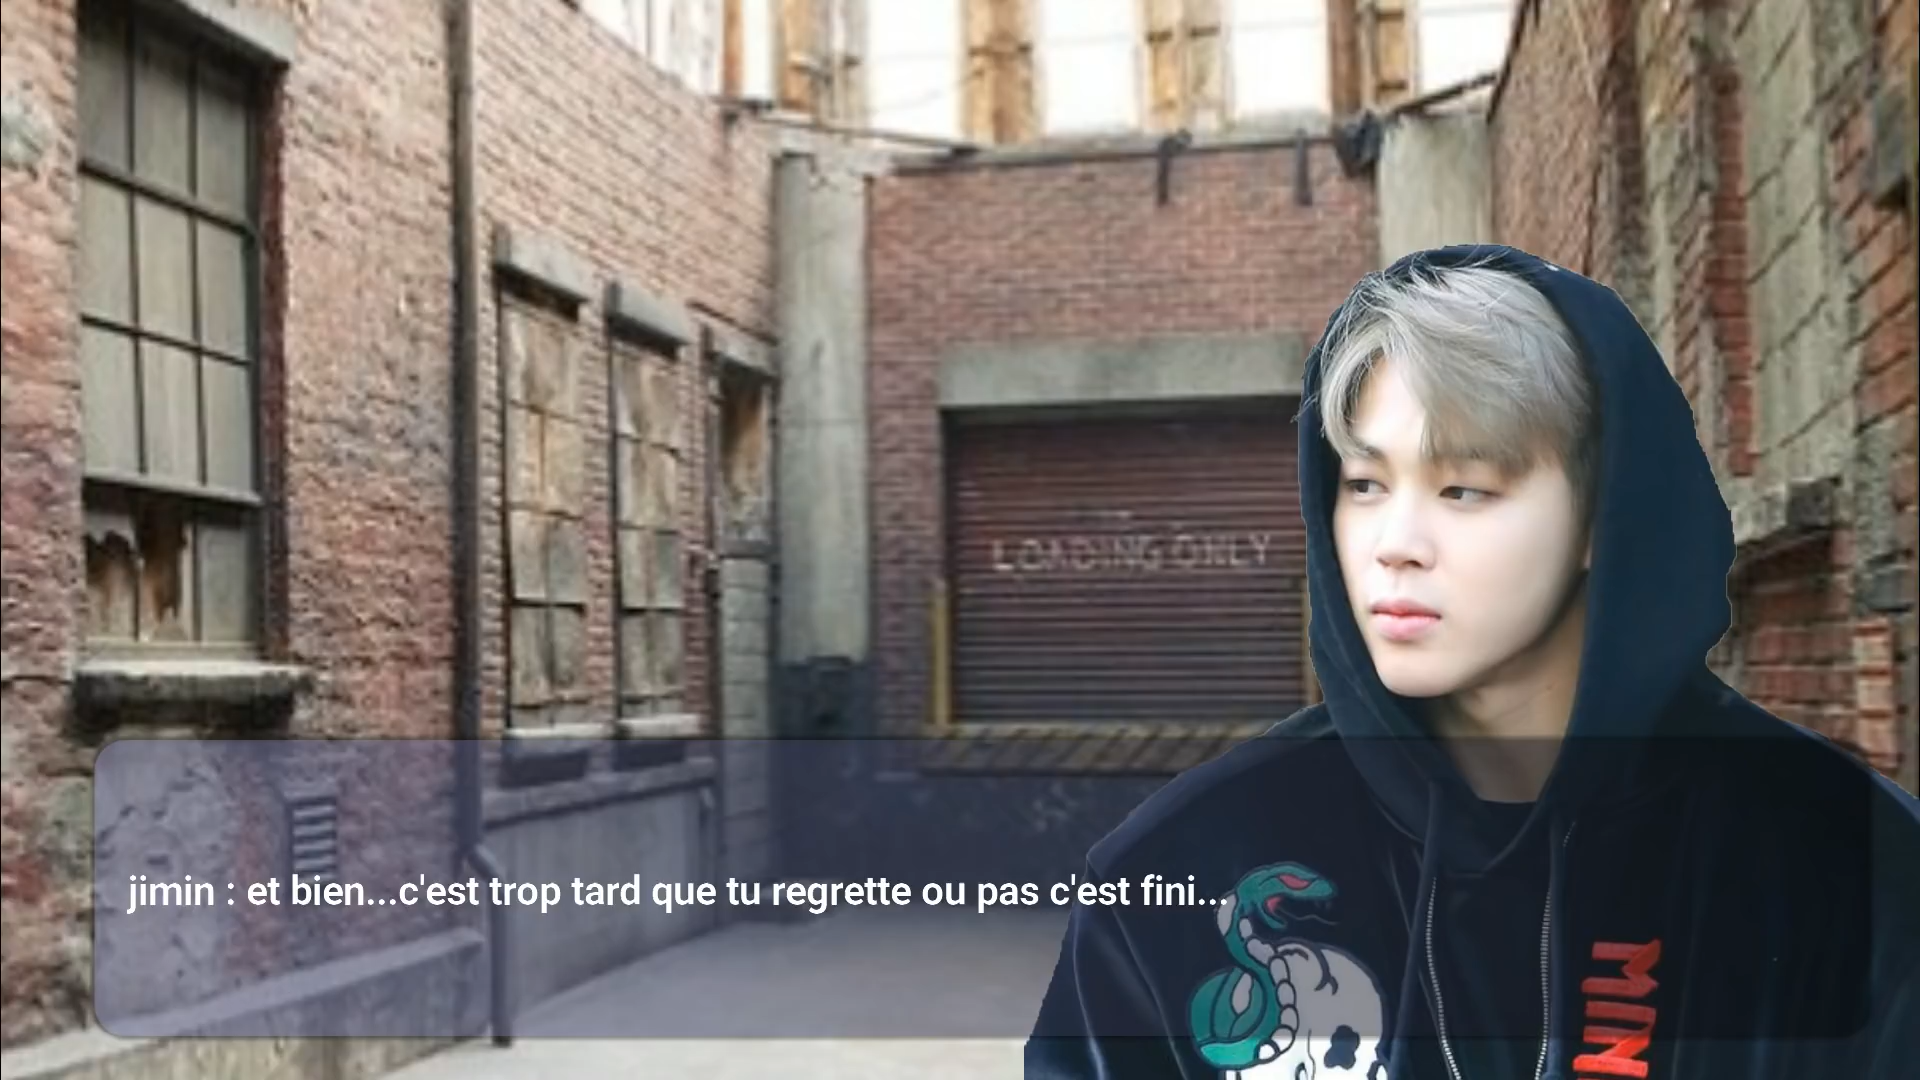 LOADING ONLY
jimin : et bien...c'est trop tard que tu regrette ou pas c'est fini...